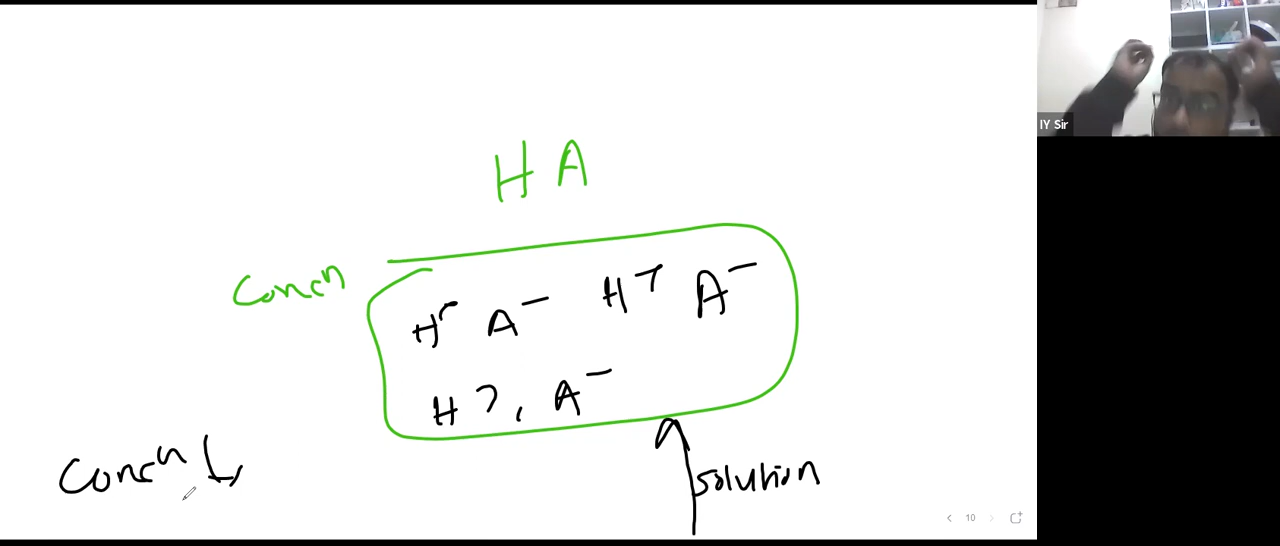 HA
Concn
H⁺ A⁻ H⁺ A⁻
H⁺, A⁻
Concn ↓
solution
IY Sir
10